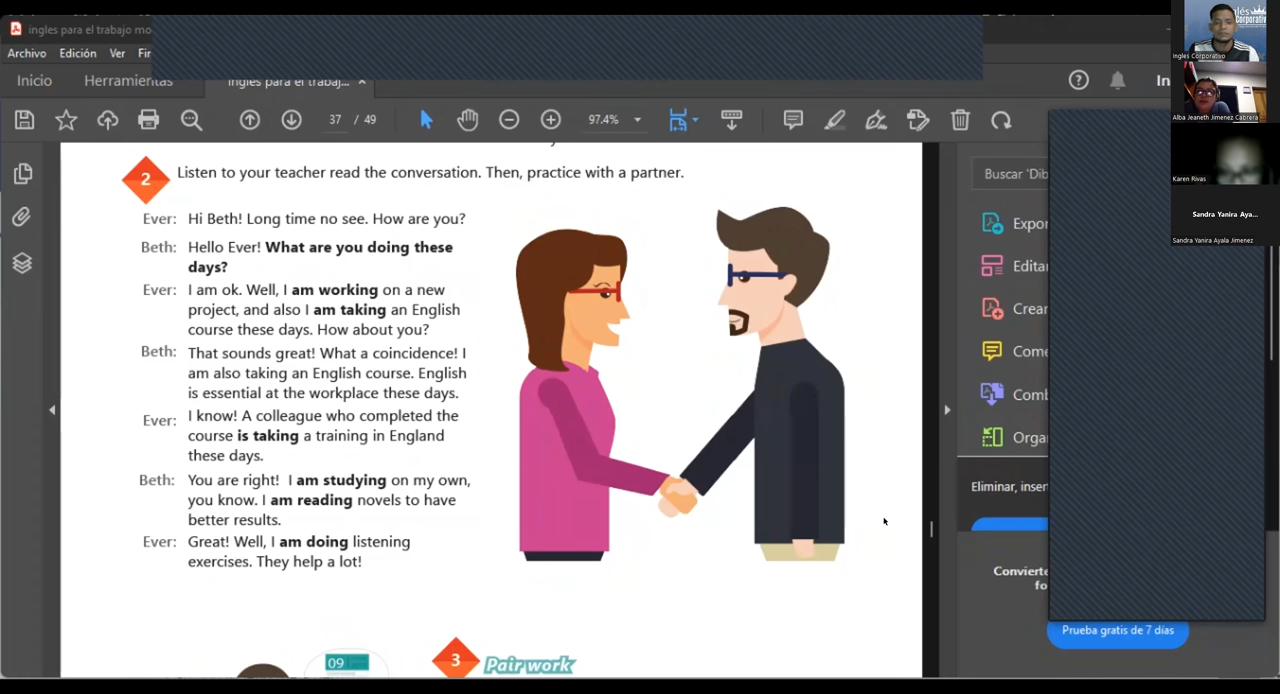 ingles para el trabajo mo
Archivo Edición Ver Fir
Inicio Herramientas ingles para el trabaj... × In
37 / 49 97.4%
2 Listen to your teacher read the conversation. Then, practice with a partner.
Ever: Hi Beth! Long time no see. How are you?
Beth: Hello Ever! What are you doing these
days?
Ever: I am ok. Well, I am working on a new
project, and also I am taking an English
course these days. How about you?
Beth: That sounds great! What a coincidence! I
am also taking an English course. English
is essential at the workplace these days.
Ever: I know! A colleague who completed the
course is taking a training in England
these days.
Beth: You are right! I am studying on my own,
you know. I am reading novels to have
better results.
Ever: Great! Well, I am doing listening
exercises. They help a lot!
09
3 Pair work
Buscar 'Dib
Expor
Editar
Crear
Come
Comb
Orga
Eliminar, inser
Convierte
fo
Prueba gratis de 7 días
Ingles Corporativo
Alba Jeaneth Jimenez Cabrera
Karen Rivas
Sandra Yanira Aya...
Sandra Yanira Ayala Jimenez